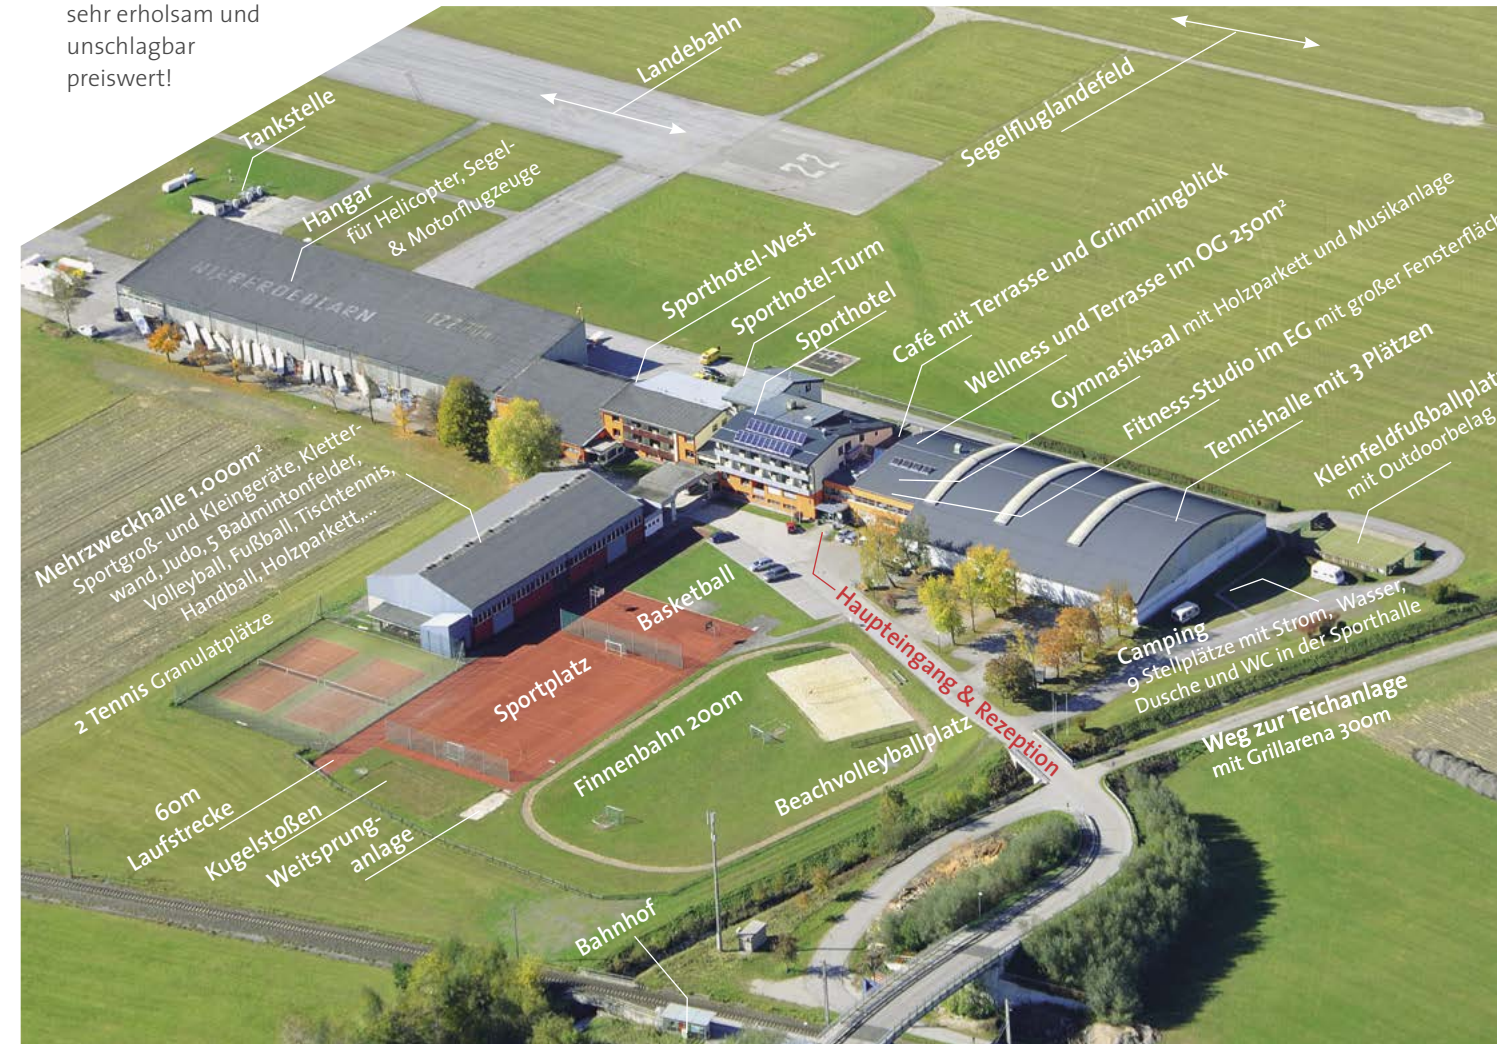 sehr erholsam und
unschlagbar
preiswert!
Landebahn
Segelfluglandefeld
Tankstelle
22
Hangar
für Helicopter, Segel-
& Motorflugzeuge
NIEDEROEBLARN
Sporthotel-West
Sporthotel-Turm
Sporthotel
Café mit Terrasse und Grimmingblick
Wellness und Terrasse im OG 250m²
Gymnasiksaal mit Holzparkett und Musikanlage
Fitness-Studio im EG mit großer
Tennishalle mit 3 Plätzen
Kleinfeldfußballplatz
mit Outdoorbelag
Mehrzweckhalle 1.000m²
Sportgroß- und Kleingeräte, Kletter-
wand, Judo, 5 Badmintonfelder,
Volleyball, Fußball, Tischtennis,
Handball, Holzparkett,...
2 Tennis Granulatplätze
Basketball
Sportplatz
Haupteingang & Rezeption
Camping
9 Stellplätze mit Strom, Wasser,
Dusche und WC in der Sporthalle
Weg zur Teichanlage
mit Grillarena 300m
Finnenbahn 200m
Beachvolleyballplatz
60m
Laufstrecke
Kugelstoßen
Weitsprung-
anlage
Bahnhof